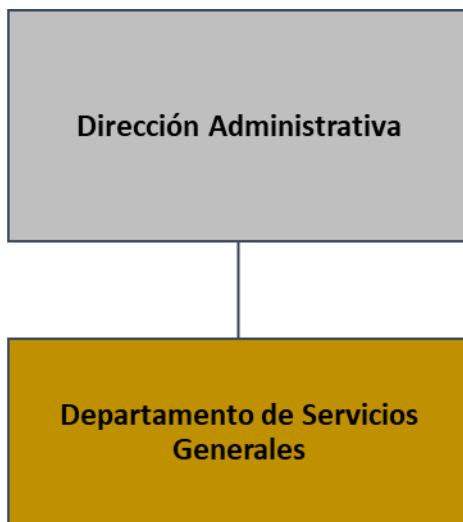 Dirección Administrativa
Departamento de Servicios
Generales